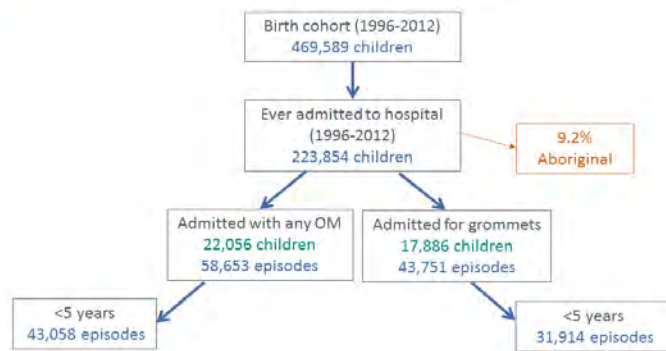 Birth cohort (1996-2012)
469,589 children
Ever admitted to hospital
(1996-2012)
223,854 children
9.2%
Aboriginal
Admitted with any OM
22,056 children
58,653 episodes
Admitted for grommets
17,886 children
43,751 episodes
<5 years
43,058 episodes
<5 years
31,914 episodes